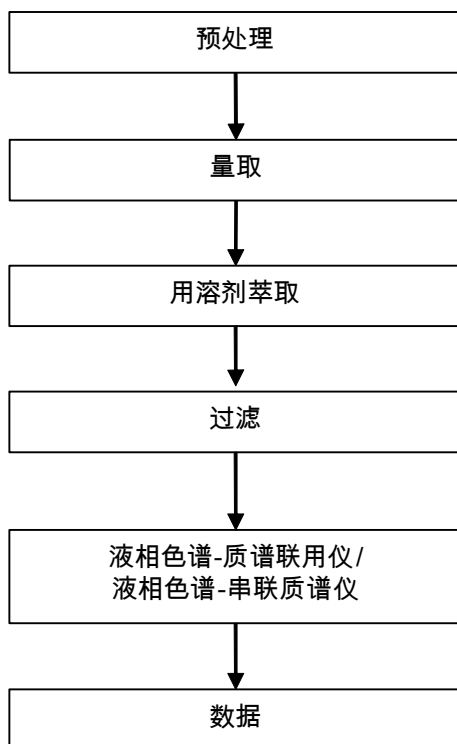 预处理
量取
用溶剂萃取
过滤
液相色谱-质谱联用仪/
液相色谱-串联质谱仪
数据